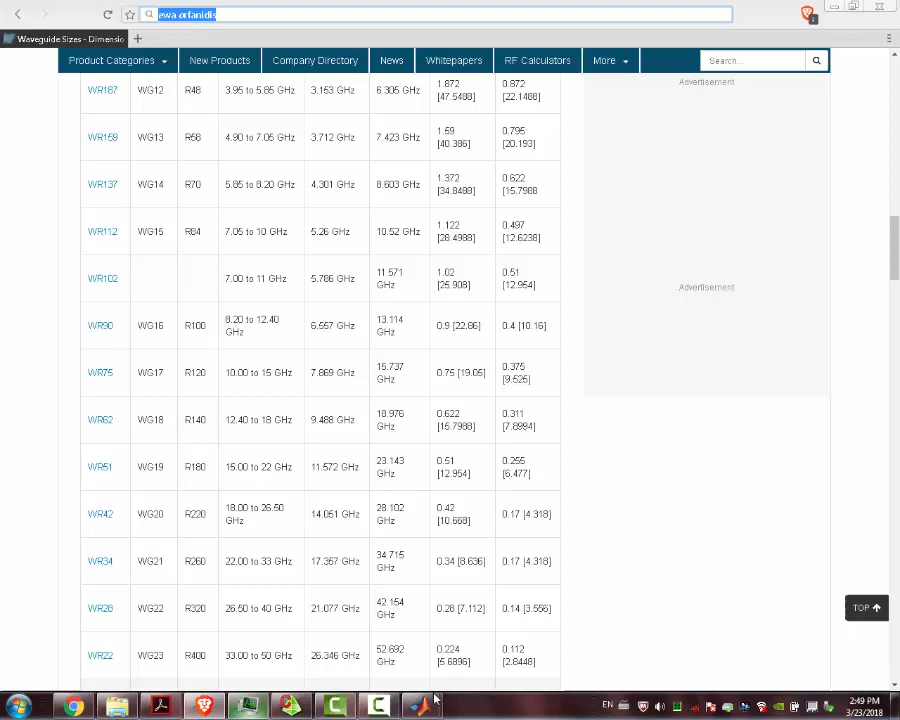 ewa orfanidis
2
Waveguide Sizes - Dimensio
Product Categories New Products Company Directory News Whitepapers RF Calculators More Search...
Advertisement
WR187 WG12 R48 3.95 to 5.85 GHz 3.153 GHz 6.305 GHz 1.872 [47.5488] 0.872 [22.1488]
WR159 WG13 R58 4.90 to 7.05 GHz 3.712 GHz 7.423 GHz 1.59 [40.386] 0.795 [20.193]
WR137 WG14 R70 5.85 to 8.20 GHz 4.301 GHz 8.603 GHz 1.372 [34.8488] 0.622 [15.7988
WR112 WG15 R84 7.05 to 10 GHz 5.26 GHz 10.52 GHz 1.122 [28.4988] 0.497 [12.6238]
WR102 7.00 to 11 GHz 5.786 GHz 11.571 GHz 1.02 [25.908] 0.51 [12.954]
Advertisement
WR90 WG16 R100 8.20 to 12.40 GHz 6.557 GHz 13.114 GHz 0.9 [22.86] 0.4 [10.16]
WR75 WG17 R120 10.00 to 15 GHz 7.869 GHz 15.737 GHz 0.75 [19.05] 0.375 [9.525]
WR62 WG18 R140 12.40 to 18 GHz 9.488 GHz 18.976 GHz 0.622 [15.7988] 0.311 [7.8994]
WR51 WG19 R180 15.00 to 22 GHz 11.572 GHz 23.143 GHz 0.51 [12.954] 0.255 [6.477]
WR42 WG20 R220 18.00 to 26.50 GHz 14.051 GHz 28.102 GHz 0.42 [10.668] 0.17 [4.318]
WR34 WG21 R260 22.00 to 33 GHz 17.357 GHz 34.715 GHz 0.34 [8.636] 0.17 [4.318]
WR28 WG22 R320 26.50 to 40 GHz 21.077 GHz 42.154 GHz 0.28 [7.112] 0.14 [3.556]
TOP
WR22 WG23 R400 33.00 to 50 GHz 26.346 GHz 52.692 GHz 0.224 [5.6896] 0.112 [2.8448]
EN 2:49 PM
3/23/2018